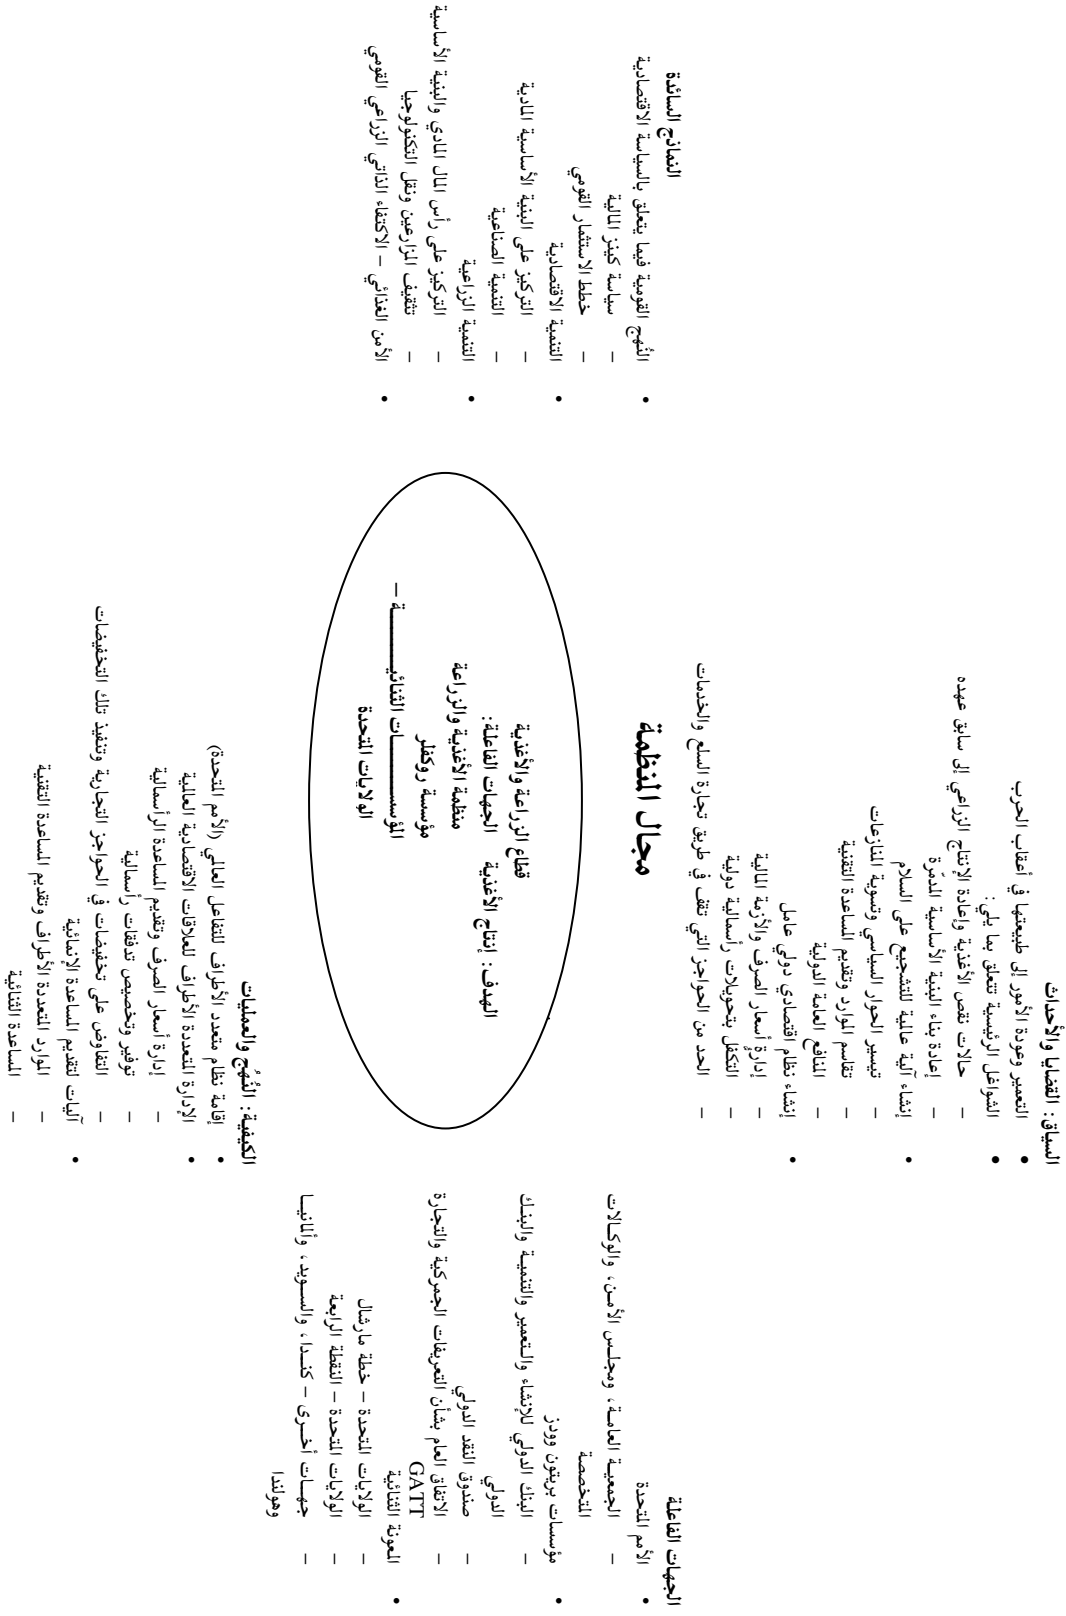 السياق: القضايا والأحداث
• التعمير وعودة الأمور إلى طبيعتها في أعقاب الحرب
• الشواغل الرئيسية تتعلق بما يلي:
– حالات نقص الأغذية وإعادة الإنتاج الزراعي إلى سابق عهده
– إعادة بناء البنية الأساسية المدمّرة
• إنشاء آلية عالمية للتشجيع على السلام
– تيسير الحوار السياسي وتسوية المنازعات
– تقاسم الموارد وتقديم المساعدة التقنية
– المنافع العامة الدولية
• إنشاء نظام اقتصادي دولي عامل
– إدارة أسعار الصرف والأزمة المالية
– التكفل بتحويلات رأسمالية دولية
– الحد من الحواجز التي تقف في طريق تجارة السلع والخدمات
الجهات الفاعلة
• الأمم المتحدة
– الجمعية العامة، ومجلس الأمن، والوكالات
المتخصصة
• مؤسسات بريتون وودز
– البنك الدولي للإنشاء والتعمير والتنمية والبنك
الدولي
– صندوق النقد الدولي
– الاتفاق العام بشأن التعريفات الجمركية والتجارة
GATT
• المعونة الثنائية
– الولايات المتحدة – خطة مارشال
– الولايات المتحدة – النقطة الرابعة
– جهات أخرى – كندا، والسويد، وألمانيا
وهولندا
مجال المنظمة
قطاع الزراعة والأغذية
الهدف: إنتاج الأغذية الجهات الفاعلة:
منظمة الأغذية والزراعة
مؤسسة روكفلر
المؤسسات الثنائية –
الولايات المتحدة
النماذج السائدة
• النُهج القومية فيما يتعلق بالسياسة الاقتصادية
– سياسة كينز المالية
– خطط الاستثمار القومي
• التنمية الاقتصادية
– التركيز على البنية الأساسية المادية
– التنمية الصناعية
• التنمية الزراعية
– التركيز على رأس المال المادي والبنية الأساسية
– تثقيف المزارعين ونقل التكنولوجيا
• الأمن الغذائي – الاكتفاء الذاتي الزراعي القومي
الكيفية: النُهُج والعمليات
• إقامة نظام متعدد الأطراف للتفاعل العالمي (الأمم المتحدة)
• الإدارة المتعددة الأطراف للعلاقات الاقتصادية العالمية
– إدارة أسعار الصرف وتقديم المساعدة الرأسمالية
– توفير وتخصيص تدفقات رأسمالية
– التفاوض على تخفيضات في الحواجز التجارية وتنفيذ تلك التخفيضات
• آليات لتقديم المساعدة الإنمائية
– الموارد المتعددة الأطراف وتقديم المساعدة التقنية
– المساعدة الثنائية